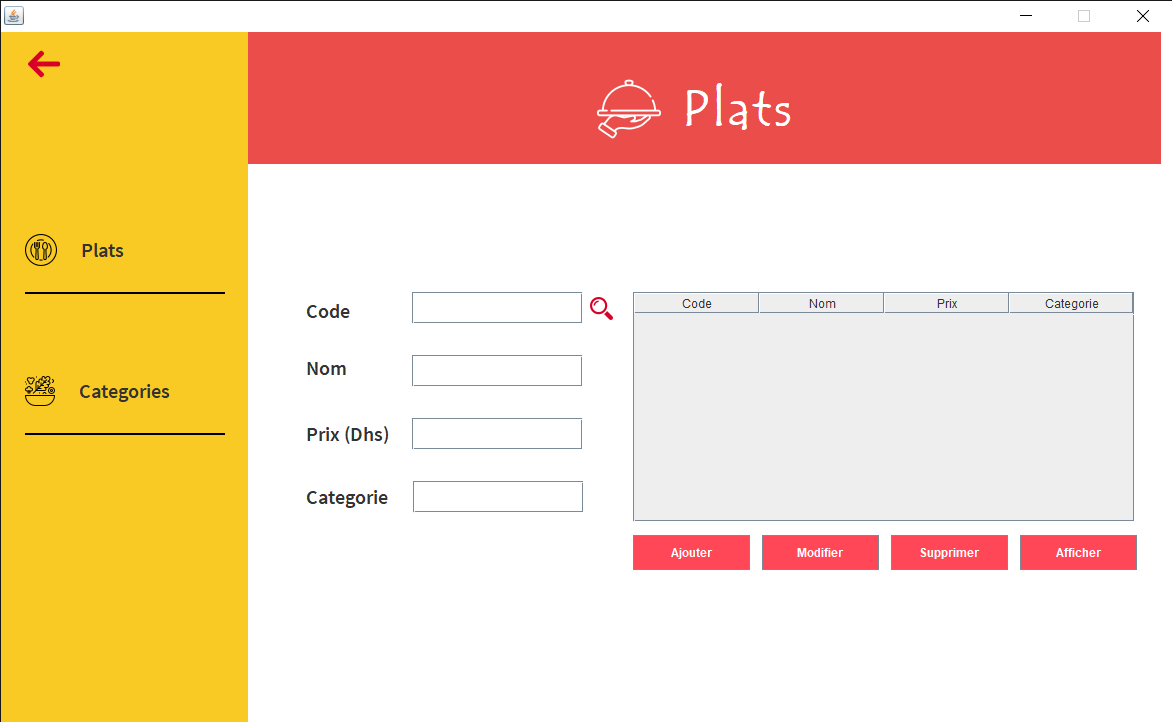 Plats
Plats
Categories
Code
Nom
Prix (Dhs)
Categorie
Code Nom Prix Categorie
Ajouter Modifier Supprimer Afficher